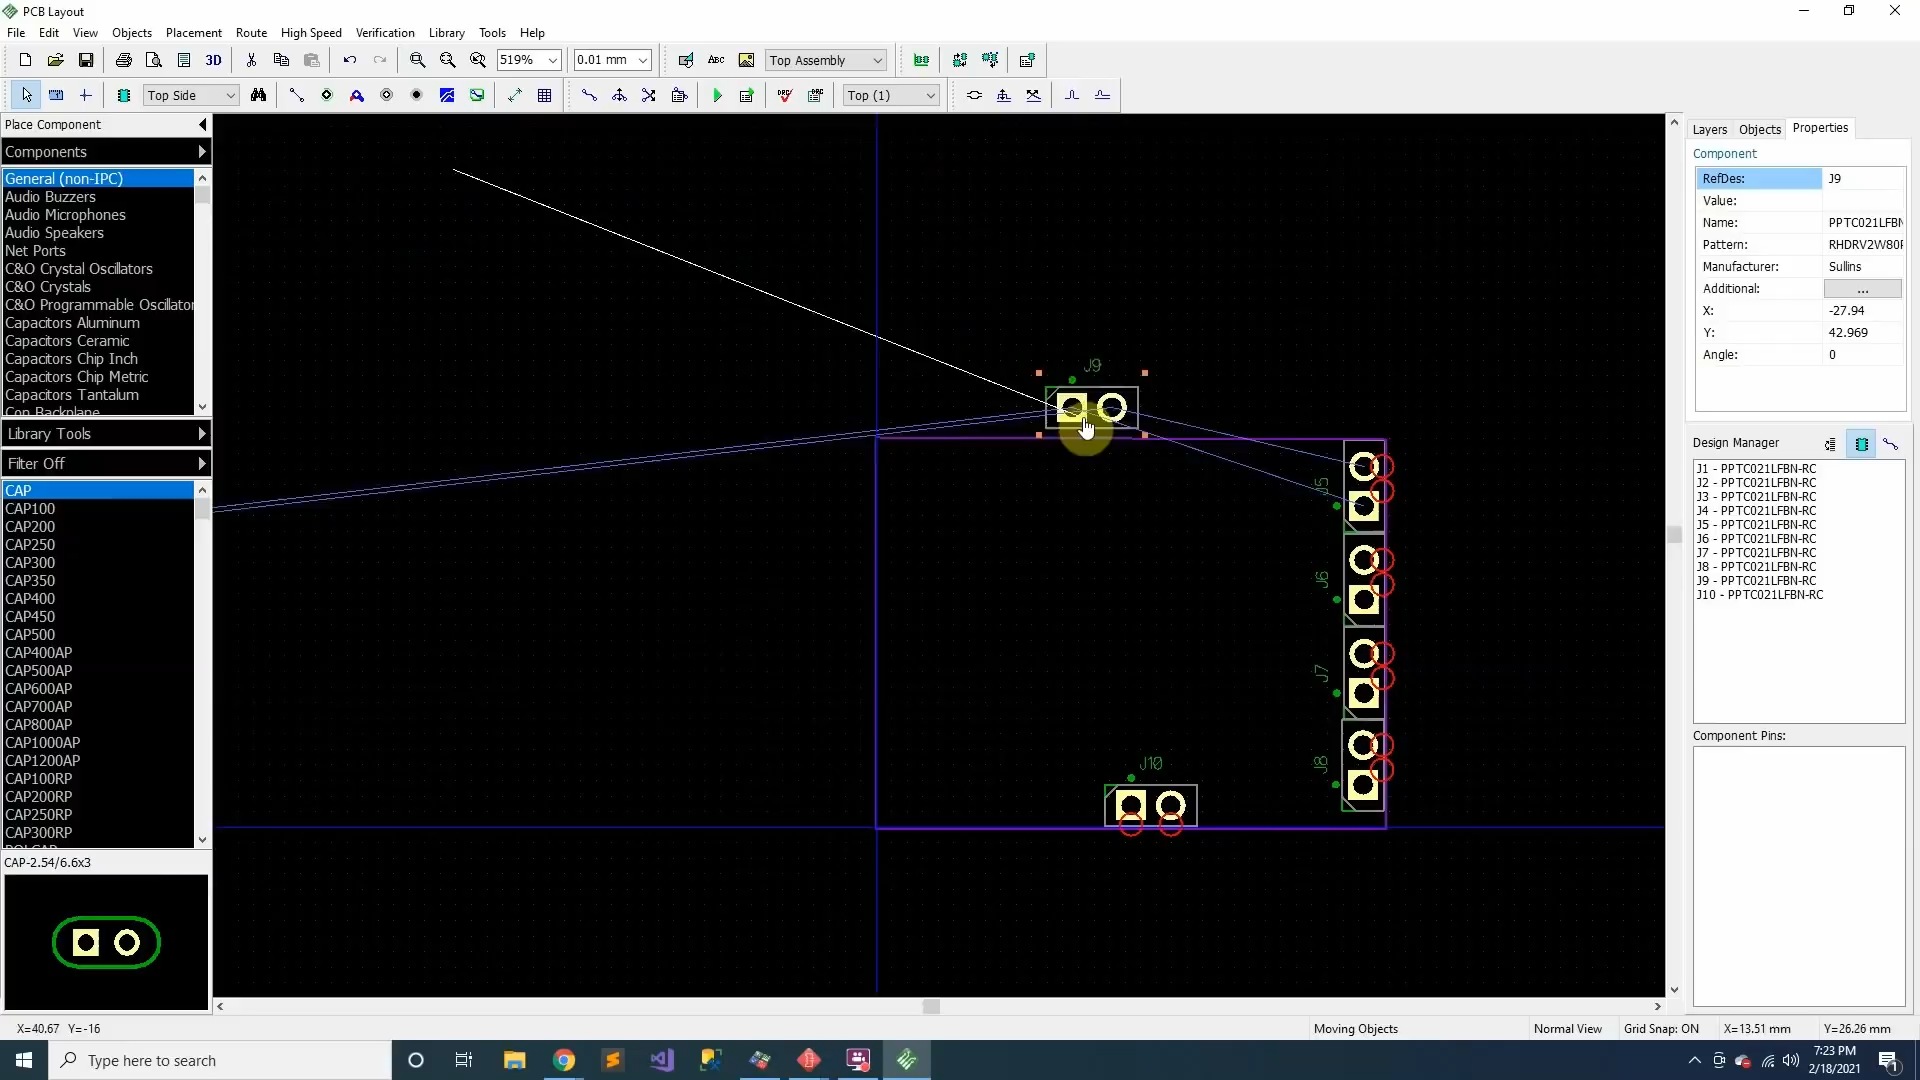 PCB Layout
File Edit View Objects Placement Route High Speed Verification Library Tools Help
3D 519% 0.01 mm Abc Top Assembly
Top Side DRC Top (1)
Place Component
Components
General (non-IPC)
Audio Buzzers
Audio Microphones
Audio Speakers
Net Ports
C&O Crystal Oscillators
C&O Crystals
C&O Programmable Oscillator
Capacitors Aluminum
Capacitors Ceramic
Capacitors Chip Inch
Capacitors Chip Metric
Capacitors Tantalum
Con Backplane
Library Tools
Filter Off
CAP
CAP100
CAP200
CAP250
CAP300
CAP350
CAP400
CAP450
CAP500
CAP400AP
CAP500AP
CAP600AP
CAP700AP
CAP800AP
CAP1000AP
CAP1200AP
CAP100RP
CAP200RP
CAP250RP
CAP300RP
CAP-2.54/6.6x3
J9
J5
J6
J7
J8
J10
Layers Objects Properties
Component
RefDes: J9
Value:
Name: PPTC021LFBN
Pattern: RHDRV2W80P
Manufacturer: Sullins
Additional: ...
X: -27.94
Y: 42.969
Angle: 0
Design Manager
J1 - PPTC021LFBN-RC
J2 - PPTC021LFBN-RC
J3 - PPTC021LFBN-RC
J4 - PPTC021LFBN-RC
J5 - PPTC021LFBN-RC
J6 - PPTC021LFBN-RC
J7 - PPTC021LFBN-RC
J8 - PPTC021LFBN-RC
J9 - PPTC021LFBN-RC
J10 - PPTC021LFBN-RC
Component Pins:
X=40.67 Y=-16 Moving Objects Normal View Grid Snap: ON X=13.51 mm Y=26.26 mm
Type here to search
7:23 PM
2/18/2021
1